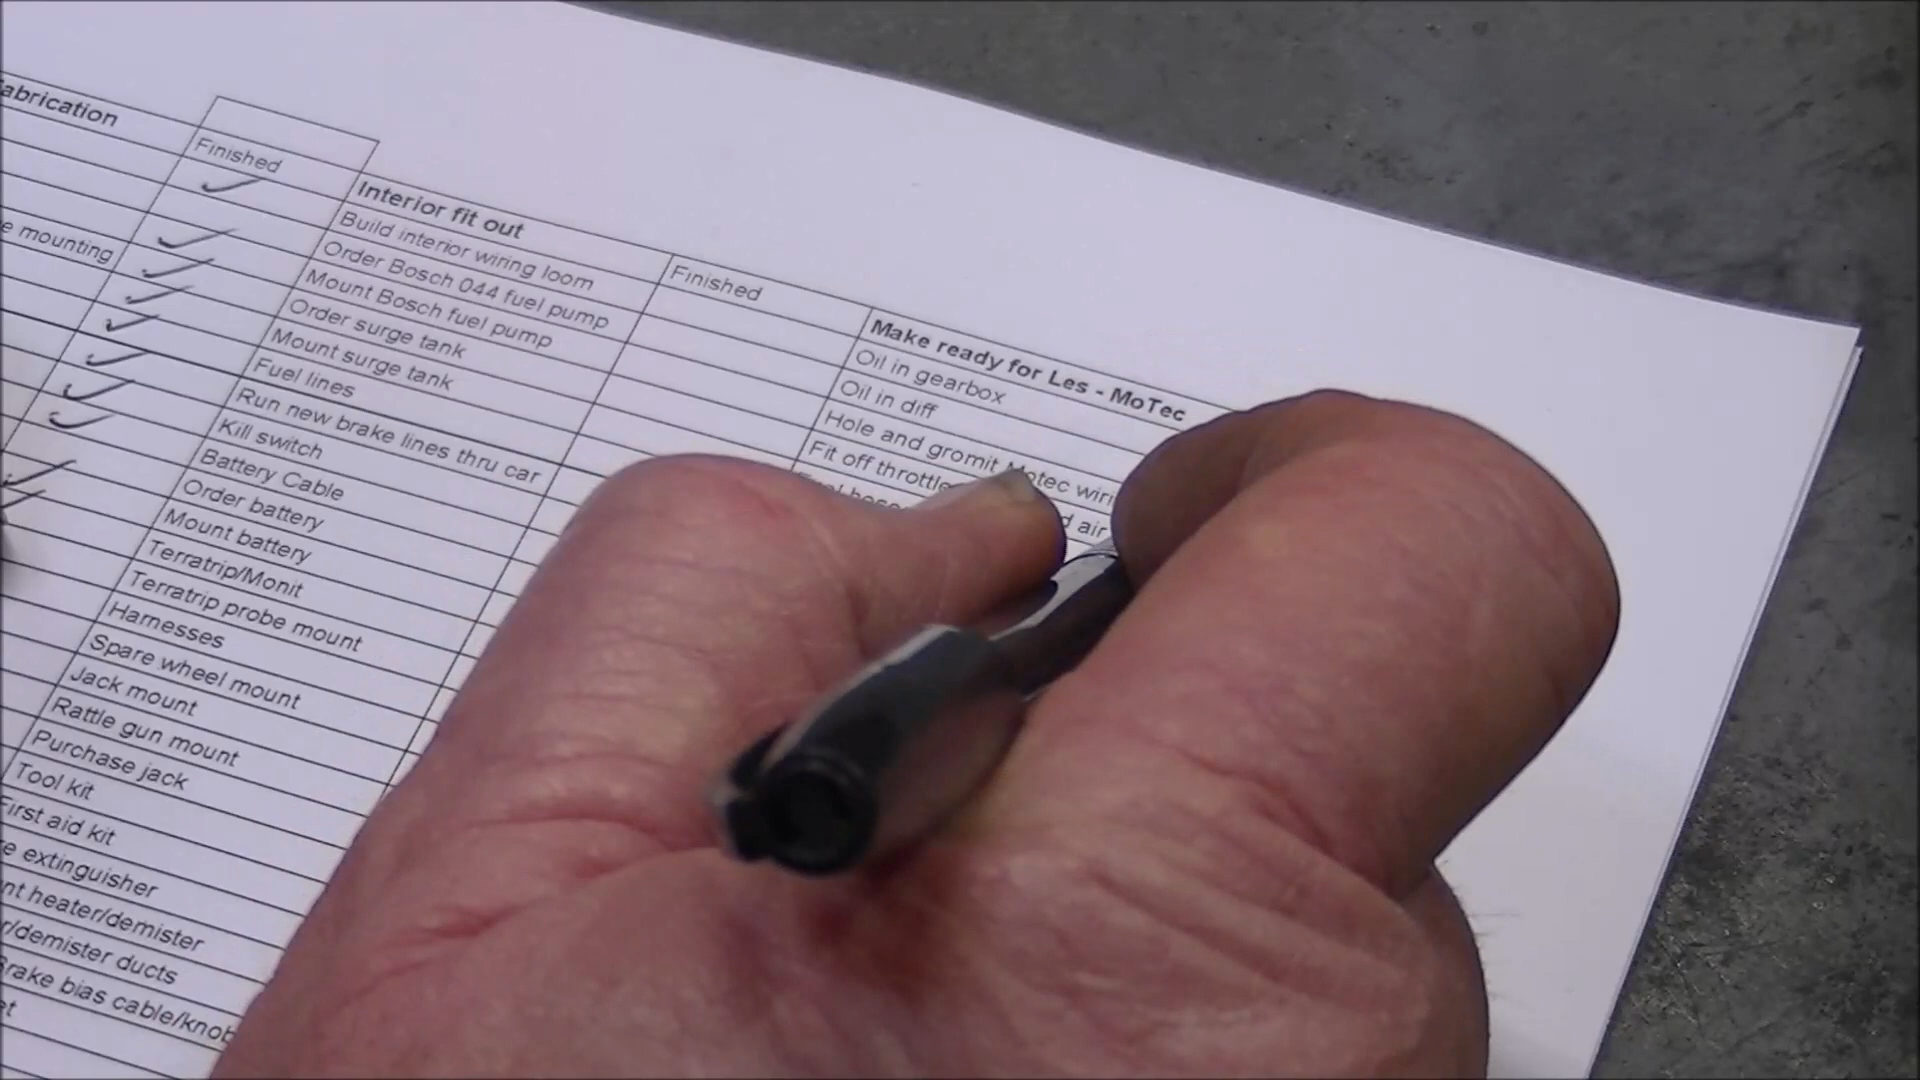 abrication
Finished
e mounting
Interior fit out
Build interior wiring loom
Order Bosch 044 fuel pump
Mount Bosch fuel pump
Order surge tank
Mount surge tank
Fuel lines
Run new brake lines thru car
Kill switch
Battery Cable
Order battery
Mount battery
Terratrip/Monit
Terratrip probe mount
Harnesses
Spare wheel mount
Jack mount
Rattle gun mount
Purchase jack
Tool kit
First aid kit
e extinguisher
nt heater/demister
r/demister ducts
Brake bias cable/knob
et
Finished
Make ready for Les - MoTec
Oil in gearbox
Oil in diff
Hole and gromit Motec wiri
Fit off throttle
d air